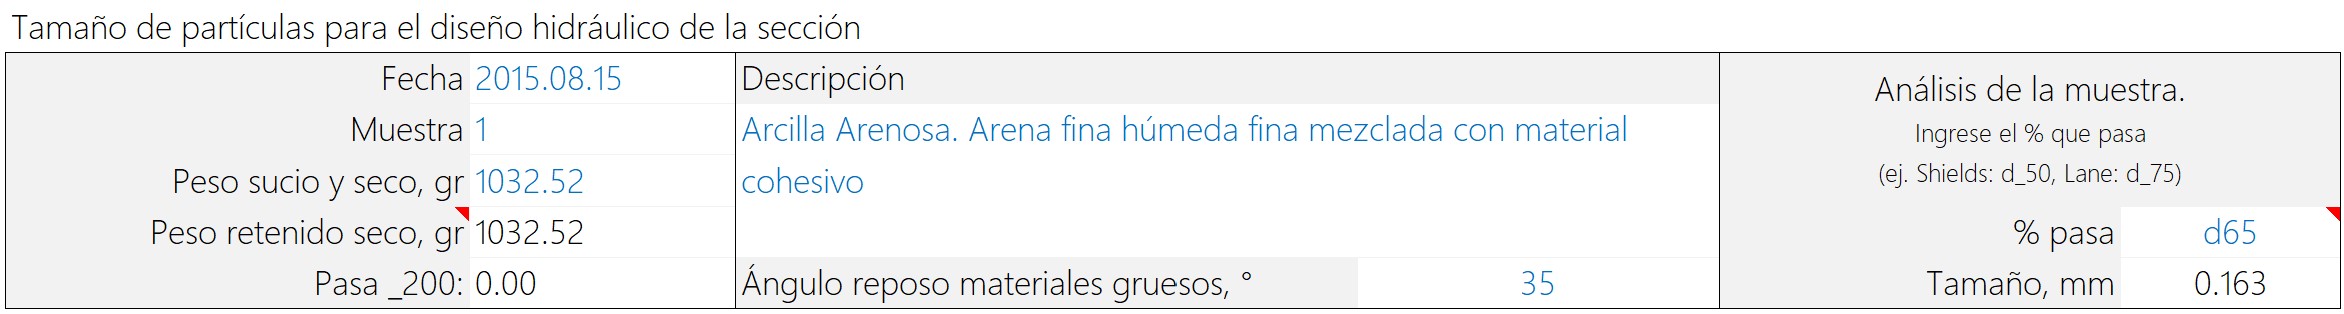 Tamaño de partículas para el diseño hidráulico de la sección
Fecha 2015.08.15
Muestra 1
Peso sucio y seco, gr 1032.52
Peso retenido seco, gr 1032.52
Pasa _200: 0.00
Descripción
Arcilla Arenosa. Arena fina húmeda fina mezclada con material
cohesivo
Ángulo reposo materiales gruesos, ° 35
Análisis de la muestra.
Ingrese el % que pasa
(ej. Shields: d_50, Lane: d_75)
% pasa d65
Tamaño, mm 0.163